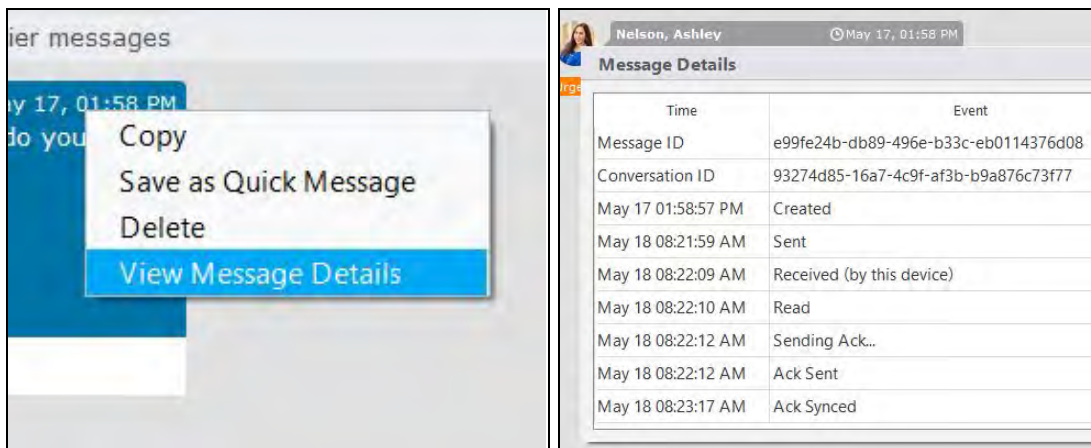 ier messages
y 17, 01:58 PM
do you
Copy
Save as Quick Message
Delete
View Message Details
Nelson, Ashley May 17, 01:58 PM
Message Details
Urge
Time Event
Message ID e99fe24b-db89-496e-b33c-eb0114376d08
Conversation ID 93274d85-16a7-4c9f-af3b-b9a876c73f77
May 17 01:58:57 PM Created
May 18 08:21:59 AM Sent
May 18 08:22:09 AM Received (by this device)
May 18 08:22:10 AM Read
May 18 08:22:12 AM Sending Ack...
May 18 08:22:12 AM Ack Sent
May 18 08:23:17 AM Ack Synced